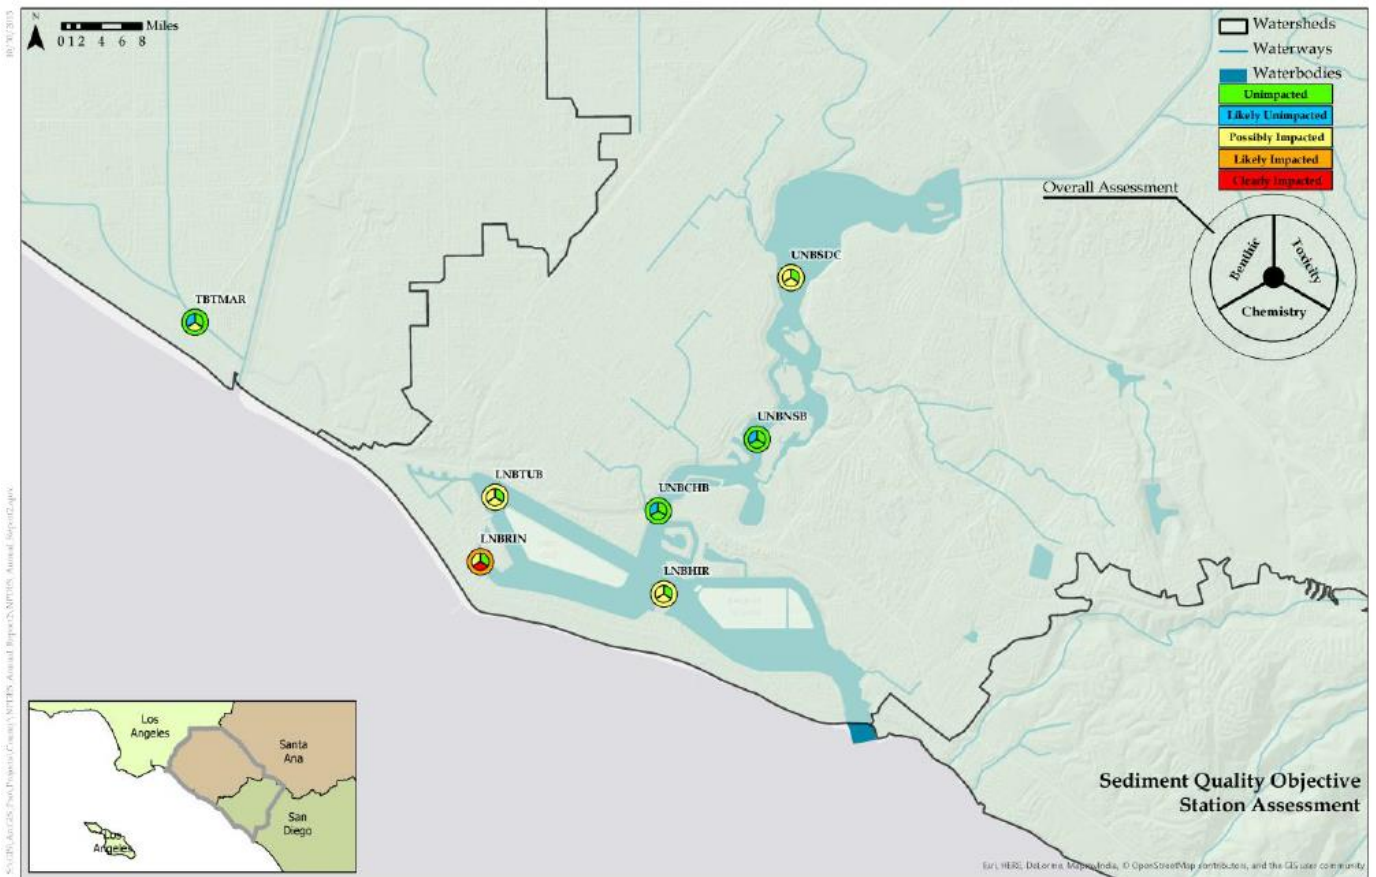 N
Miles
0 1 2 4 6 8
Watersheds
Waterways
Waterbodies
Unimpacted
Likely Unimpacted
Possibly Impacted
Likely Impacted
Clearly Impacted
Overall Assessment
Benthic
Toxicity
Chemistry
UNBSDC
TBTMAR
UNBNSB
LNBTUB
UNBCHB
LNBRIN
LNBHIR
Los
Angeles
Santa
Ana
San
Diego
Los
Angeles
Sediment Quality Objective
Station Assessment
Esri, HERE, DeLorme, MapmyIndia, © OpenStreetMap contributors, and the GIS user community